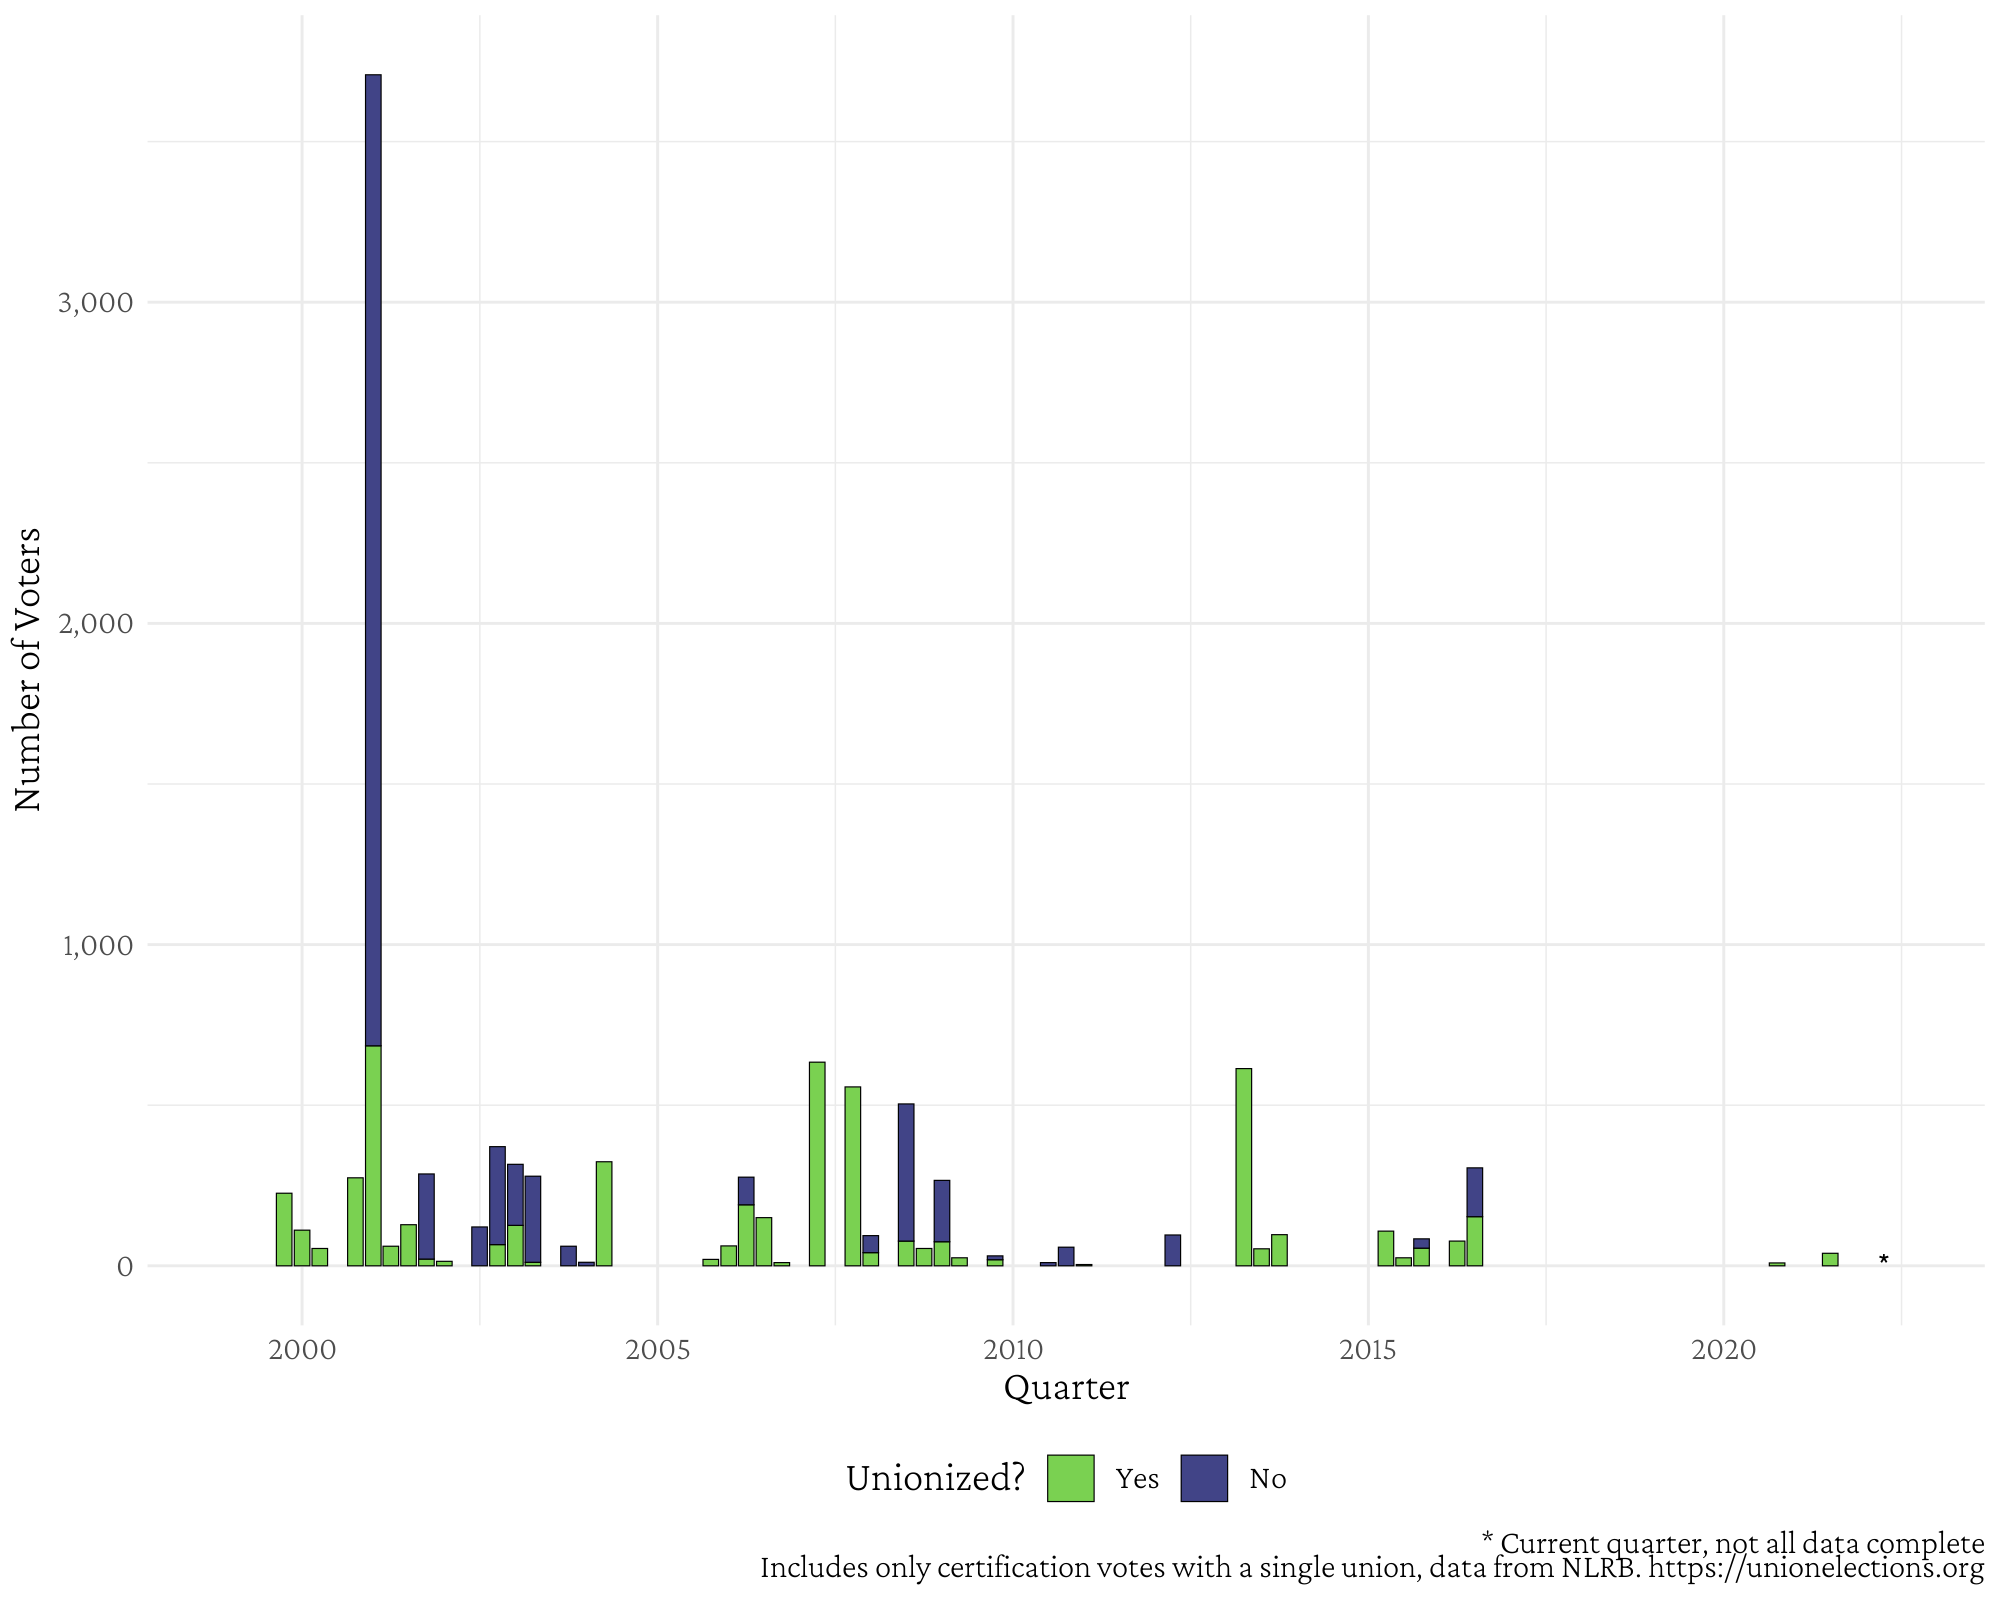 Number of Voters
3,000
2,000
1,000
0
*
2000 2005 2010 2015 2020
Quarter
Unionized? Yes No
* Current quarter, not all data complete
Includes only certification votes with a single union, data from NLRB. https://unionelections.org